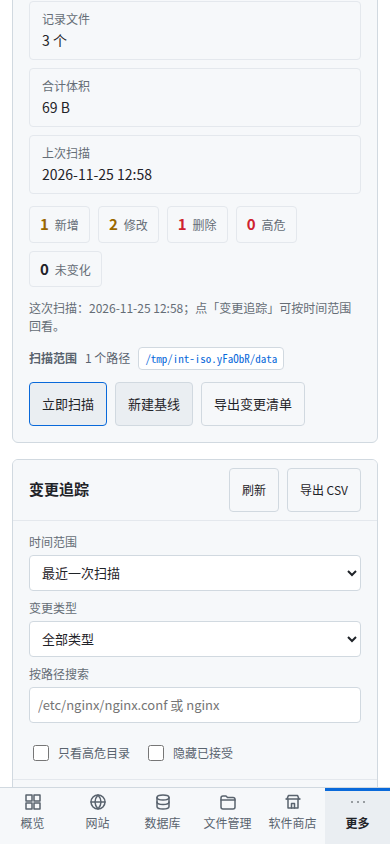 记录文件
3 个
合计体积
69 B
上次扫描
2026-11-25 12:58
1 新增
2 修改
1 删除
0 高危
0 未变化
这次扫描：2026-11-25 12:58；点「变更追踪」可按时间范围
回看。
扫描范围 1 个路径 /tmp/int-iso.yFaObR/data
立即扫描
新建基线
导出变更清单
变更追踪
刷新
导出 CSV
时间范围
最近一次扫描
变更类型
全部类型
按路径搜索
/etc/nginx/nginx.conf 或 nginx
只看高危目录
隐藏已接受
概览
网站
数据库
文件管理
软件商店
更多